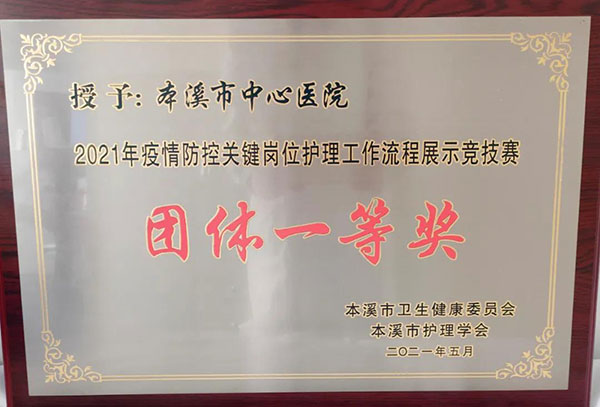 授予：本溪市中心医院
2021年疫情防控关键岗位护理工作流程展示竞技赛
团体一等奖
本溪市卫生健康委员会
本溪市护理学会
二〇二一年五月